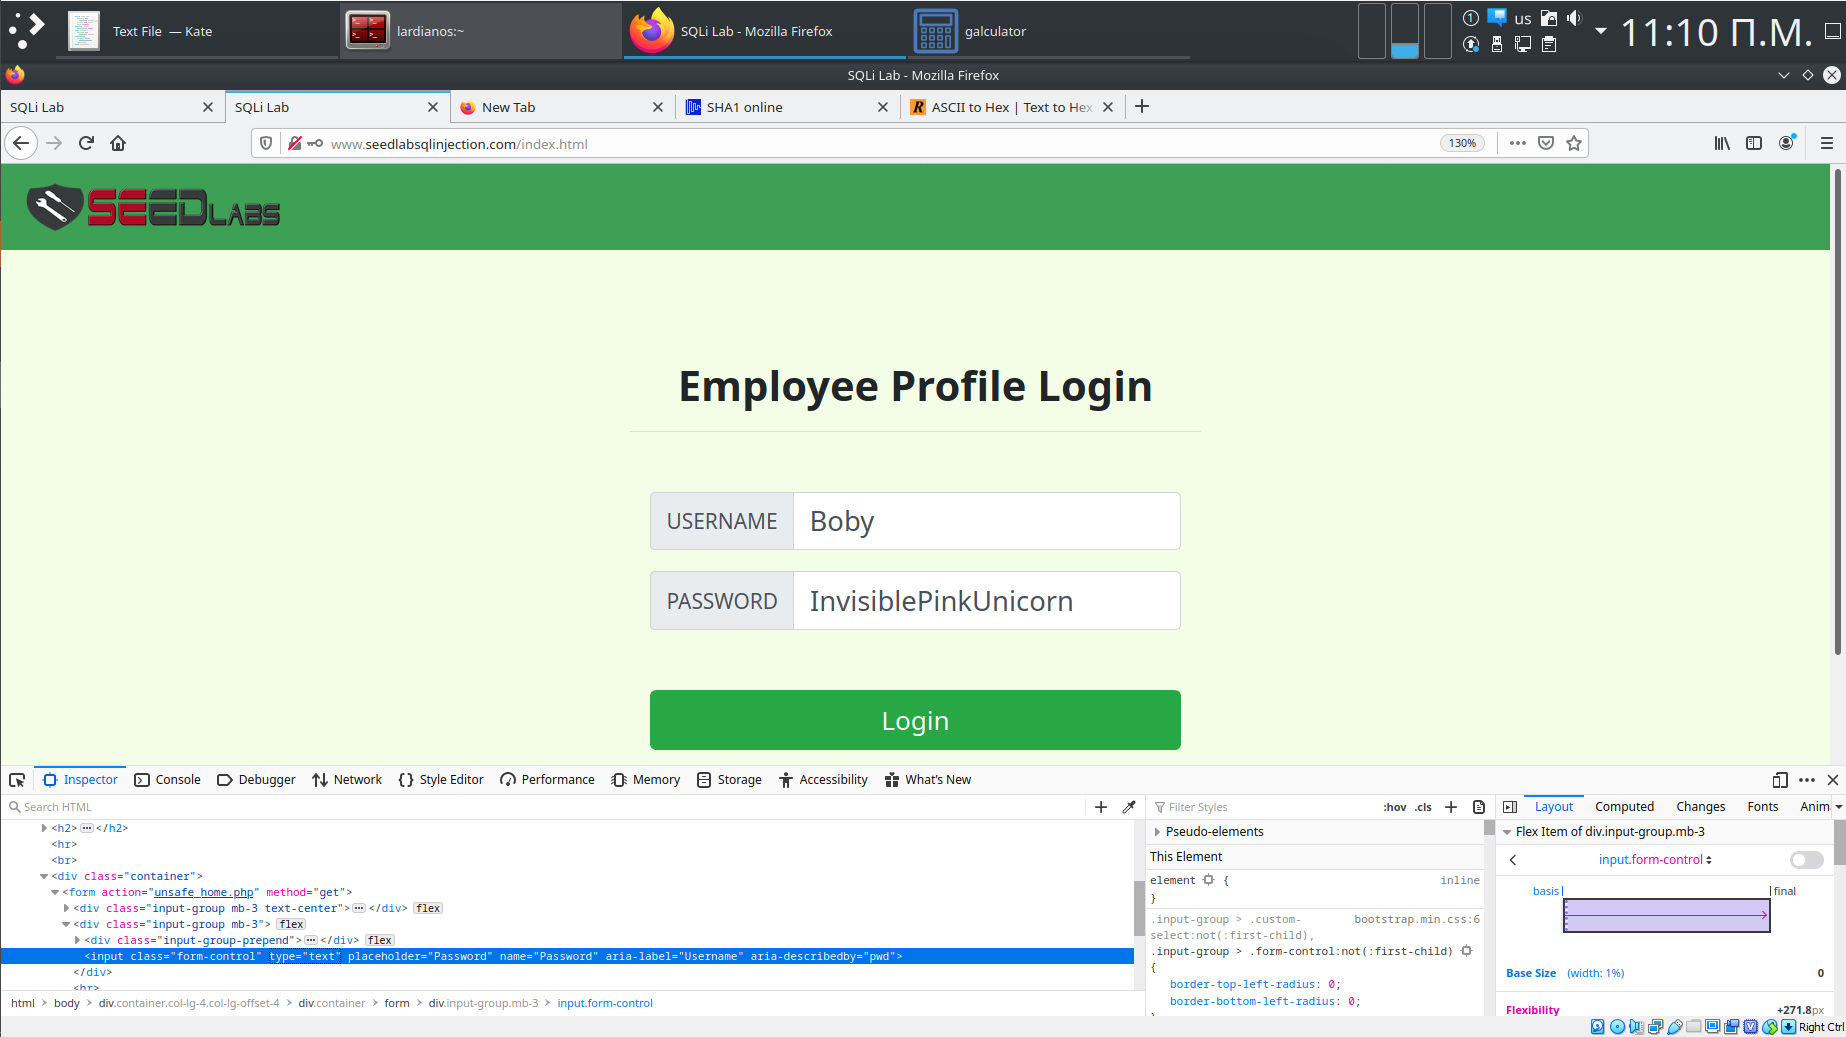 Text File — Kate
lardianos:~
SQLi Lab - Mozilla Firefox
galculator
1
us
11:10 Π.Μ.
SQLi Lab - Mozilla Firefox
SQLi Lab
SQLi Lab
New Tab
SHA1 online
ASCII to Hex | Text to Hex
www.seedlabsqlinjection.com/index.html
130%
SEEDLABS
Employee Profile Login
USERNAME Boby
PASSWORD InvisiblePinkUnicorn
Login
Inspector Console Debugger Network Style Editor Performance Memory Storage Accessibility What's New
Search HTML
<h2> </h2>
<hr>
<br>
<div class="container">
<form action="unsafe_home.php" method="get">
<div class="input-group mb-3 text-center"> </div> flex
<div class="input-group mb-3"> flex
<div class="input-group-prepend"> </div> flex
<input class="form-control" type="text" placeholder="Password" name="Password" aria-label="Username" aria-describedby="pwd">
</div>
<hr>
html > body > div.container.col-lg-4.col-lg-offset-4 > div.container > form > div.input-group.mb-3 > input.form-control
Filter Styles :hov .cls
Pseudo-elements
This Element
element { inline
}
.input-group > .custom- bootstrap.min.css:6
select:not(:first-child),
.input-group > .form-control:not(:first-child)
{
border-top-left-radius: 0;
border-bottom-left-radius: 0;
}
Layout Computed Changes Fonts Anim
Flex Item of div.input-group.mb-3
input.form-control
basis final
Base Size (width: 1%) 0
Flexibility +271.8px
Right Ctrl